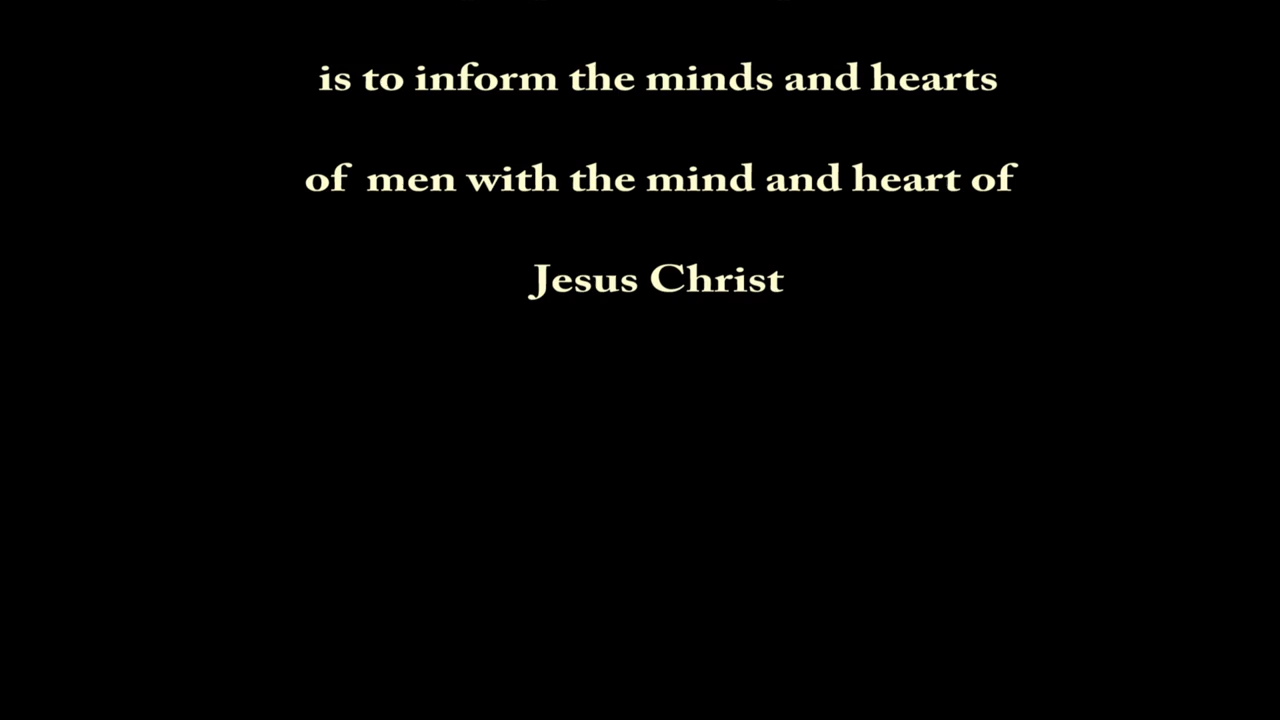 is to inform the minds and hearts
of men with the mind and heart of
Jesus Christ